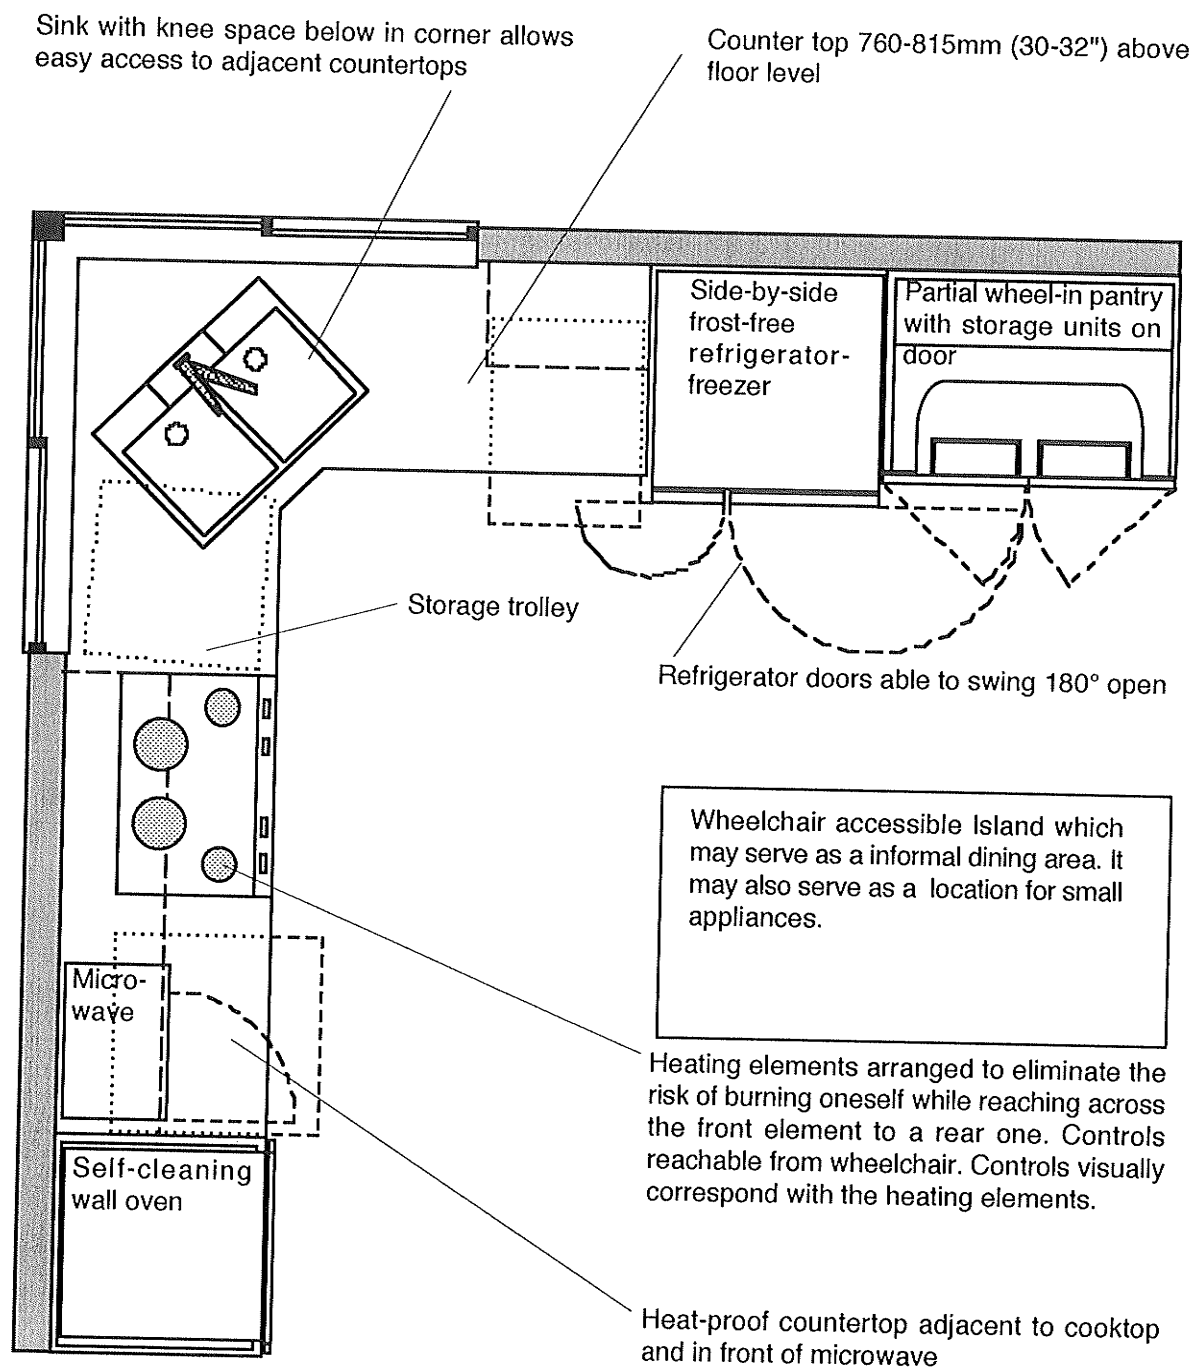 Sink with knee space below in corner allows
easy access to adjacent countertops
Counter top 760-815mm (30-32") above
floor level
Side-by-side
frost-free
refrigerator-
freezer
Partial wheel-in pantry
with storage units on
door
Storage trolley
Refrigerator doors able to swing 180° open
Wheelchair accessible Island which
may serve as a informal dining area. It
may also serve as a location for small
appliances.
Micro-
wave
Heating elements arranged to eliminate the
risk of burning oneself while reaching across
the front element to a rear one. Controls
reachable from wheelchair. Controls visually
correspond with the heating elements.
Self-cleaning
wall oven
Heat-proof countertop adjacent to cooktop
and in front of microwave